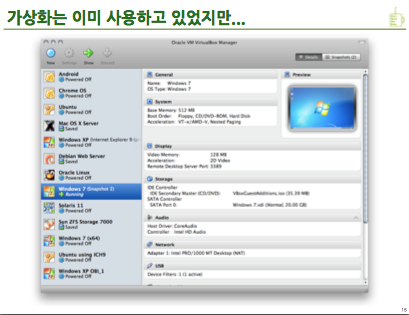 가상화는 이미 사용하고 있었지만...
Oracle VM VirtualBox Manager
New
Settings
Show
Discard
Details
Snapshots (2)
Android
Powered Off
Chrome OS
Powered Off
Ubuntu
Powered Off
Mac OS X Server
Saved
Windows XP (Internet Explorer 9
Powered Off
Debian Web Server
Saved
Oracle Linux
Powered Off
Windows 7 (Snapshot 2)
Running
Solaris 11
Powered Off
Sun ZFS Storage 7000
Saved
Windows 7 (x64)
Powered Off
Ubuntu using ICH9
Powered Off
Windows XP OBI_1
Powered Off
General
Name: Windows 7
OS Type: Windows 7
System
Base Memory: 512 MB
Boot Order: Floppy, CD/DVD-ROM, Hard Disk
Acceleration: VT-x/AMD-V, Nested Paging
Preview
Display
Video Memory: 128 MB
Acceleration: 2D Video
Remote Desktop Server Port: 3389
Storage
IDE Controller
IDE Secondary Master (CD/DVD): VBoxGuestAdditions.iso (35 MB)
SATA Controller
SATA Port 0: Windows 7.vdi (Normal, 20.00 GB)
Audio
Host Driver: CoreAudio
Controller: Intel HD Audio
Network
Adapter 1: Intel PRO/1000 MT Desktop (NAT)
USB
Device Filters: 1 (1 active)